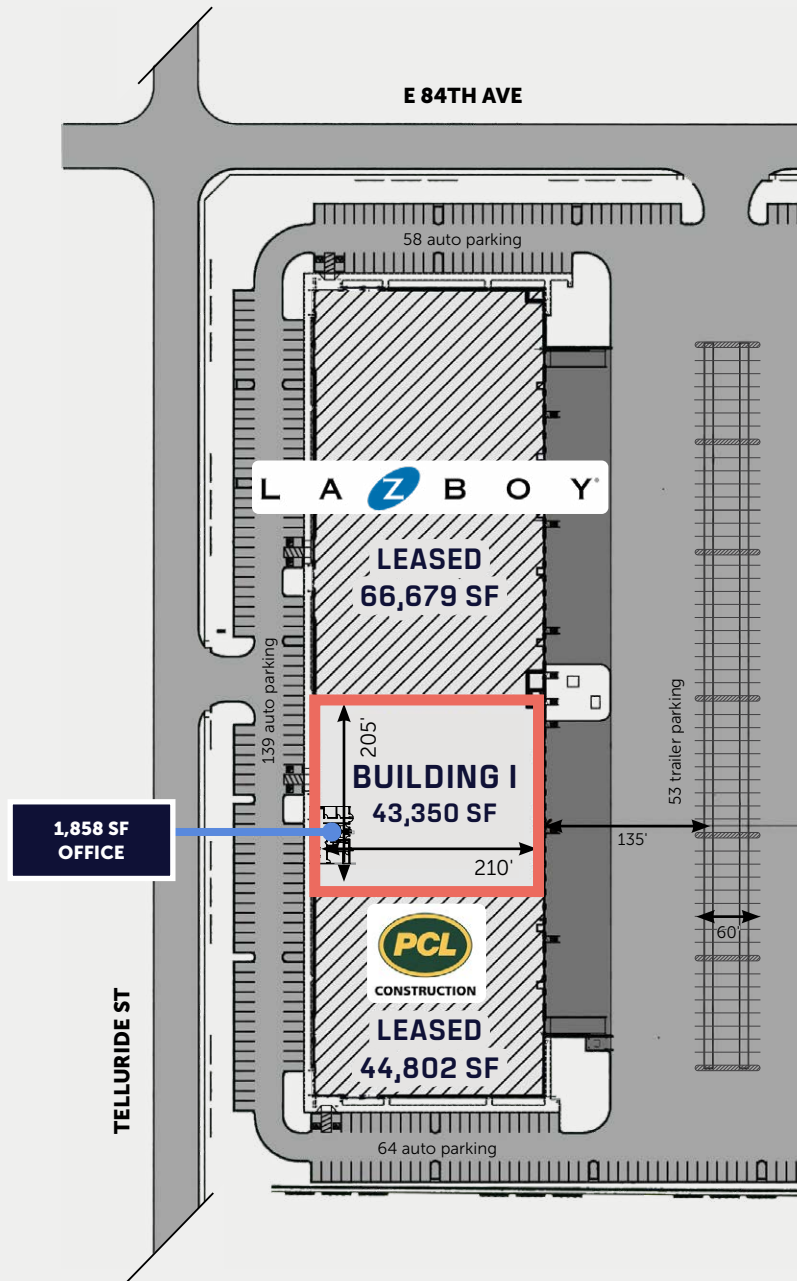 E 84TH AVE
58 auto parking
LAZBOY
LEASED
66,679 SF
139 auto parking
205'
BUILDING I
43,350 SF
53 trailer parking
1,858 SF
OFFICE
135'
210'
60'
PCL
CONSTRUCTION
LEASED
44,802 SF
TELLURIDE ST
64 auto parking